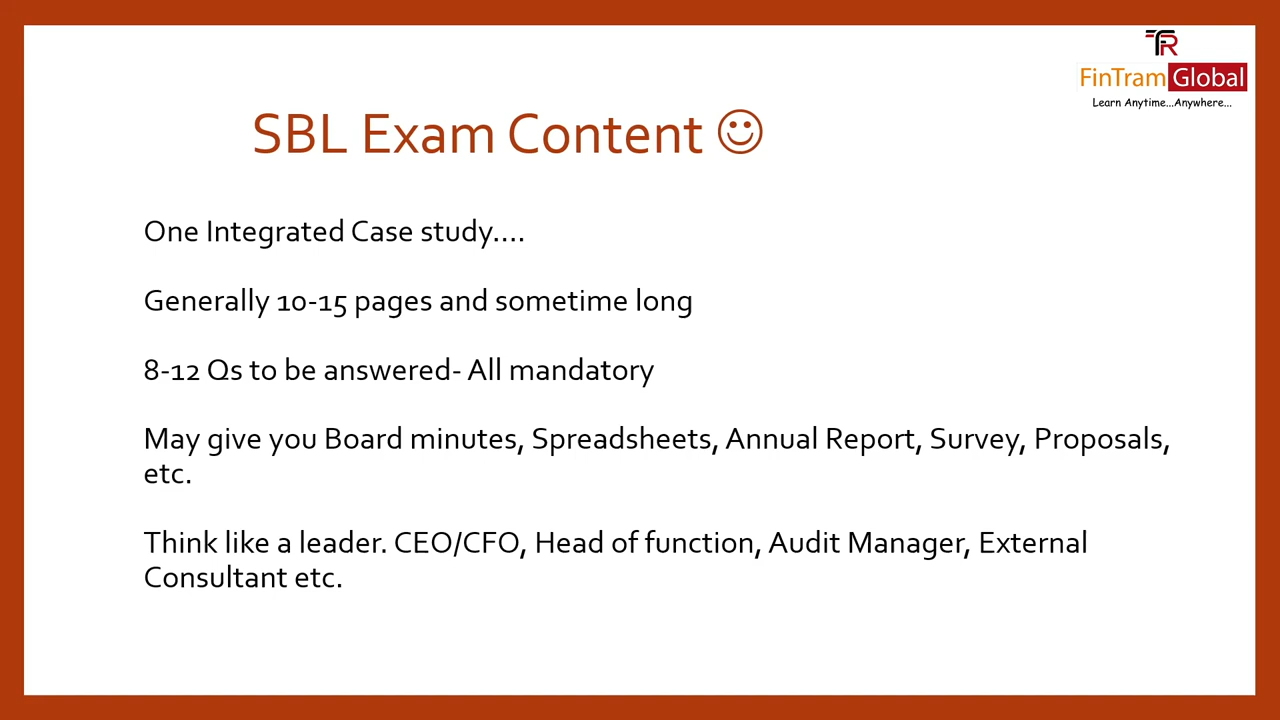 FinTram Global
Learn Anytime...Anywhere...
SBL Exam Content ☺
One Integrated Case study....
Generally 10-15 pages and sometime long
8-12 Qs to be answered- All mandatory
May give you Board minutes, Spreadsheets, Annual Report, Survey, Proposals,
etc.
Think like a leader. CEO/CFO, Head of function, Audit Manager, External
Consultant etc.